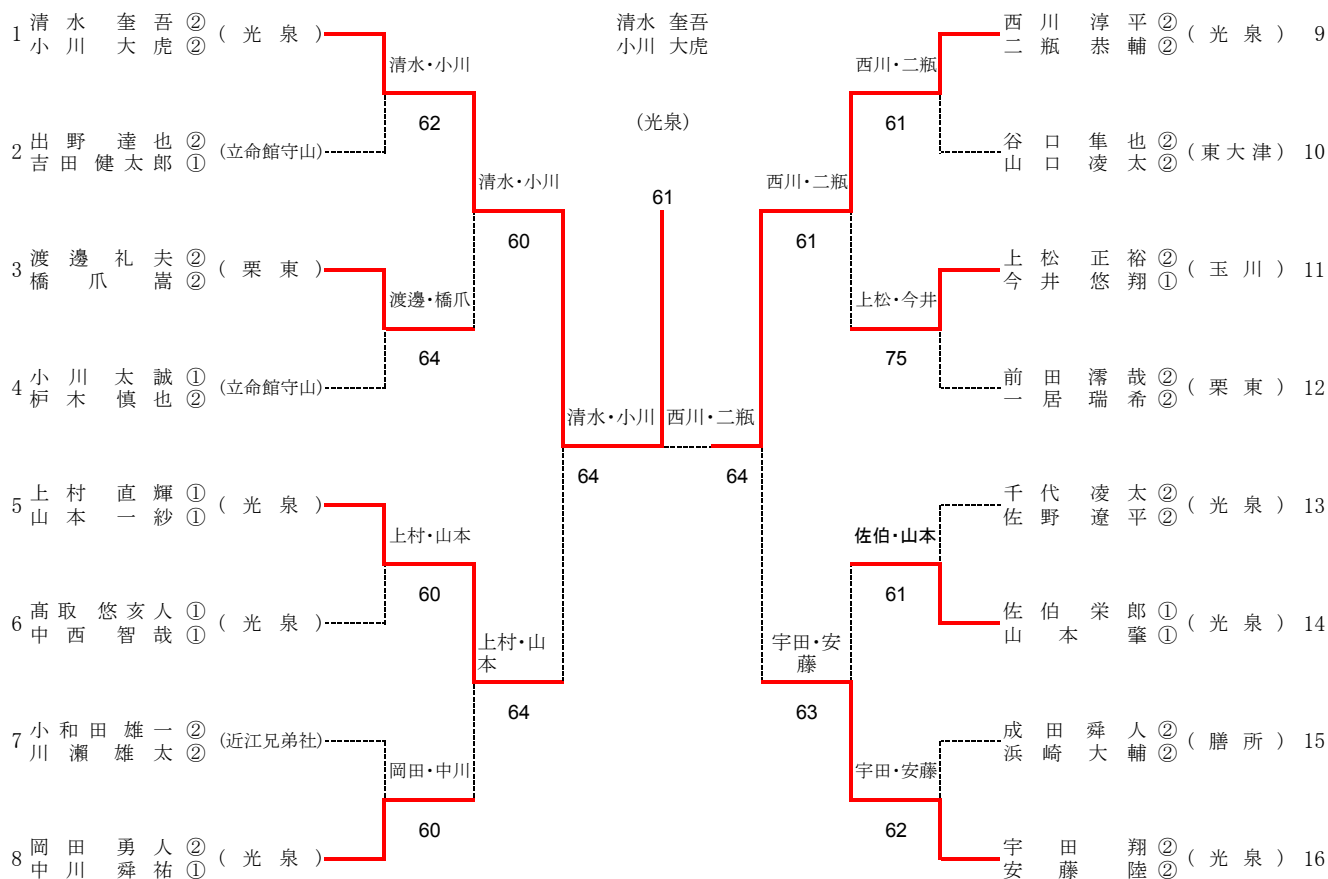 1 清水 奎吾 ② (光泉)
小川 大虎 ②
2 出野 達也 ② (立命館守山)
吉田 健太郎 ①
3 渡邊 礼夫 ② (栗東)
橋爪 嵩 ②
4 小川 太誠 ① (立命館守山)
枦木 慎也 ②
5 上村 直輝 ① (光泉)
山本 一紗 ①
6 髙取 悠亥人 ① (光泉)
中西 智哉 ①
7 小和田 雄一 ② (近江兄弟社)
川瀬 雄太 ②
8 岡田 勇人 ② (光泉)
中川 舜祐 ①
清水・小川
62
渡邊・橋爪
64
上村・山本
60
岡田・中川
60
清水・小川
60
上村・山
本
64
清水・小川
64
清水 奎吾
小川 大虎
(光泉)
61
西川・二瓶
64
西川・二瓶
61
宇田・安
藤
63
西川・二瓶
61
上松・今井
75
佐伯・山本
61
宇田・安藤
62
西川 淳平 ② (光泉) 9
二瓶 恭輔 ②
谷口 隼也 ② (東大津) 10
山口 凌太 ②
上松 正裕 ② (玉川) 11
今井 悠翔 ①
前田 澪哉 ② (栗東) 12
一居 瑞希 ②
千代 凌太 ② (光泉) 13
佐野 遼平 ②
佐伯 栄郎 ① (光泉) 14
山本 肇 ①
成田 舜人 ② (膳所) 15
浜崎 大輔 ②
宇田 翔 ② (光泉) 16
安藤 陸 ②